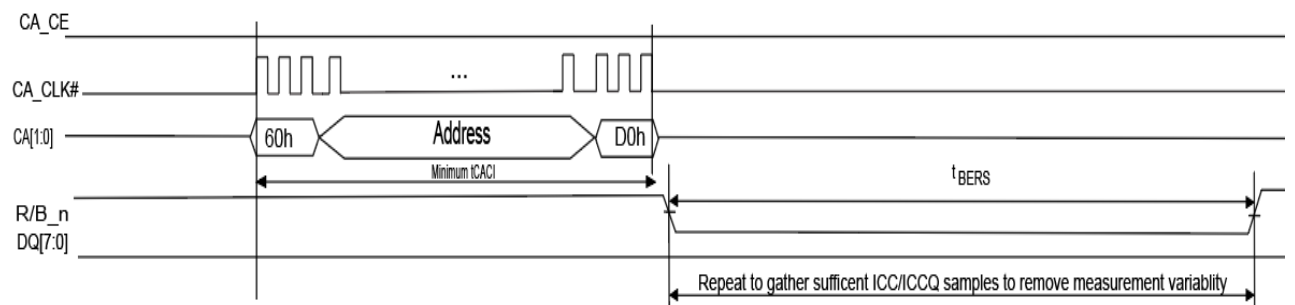 CA_CE
CA_CLK#
...
CA[1:0]
60h
Address
D0h
Minimum tCACI
tBERS
R/B_n
DQ[7:0]
Repeat to gather sufficent ICC/ICCQ samples to remove measurement variablity